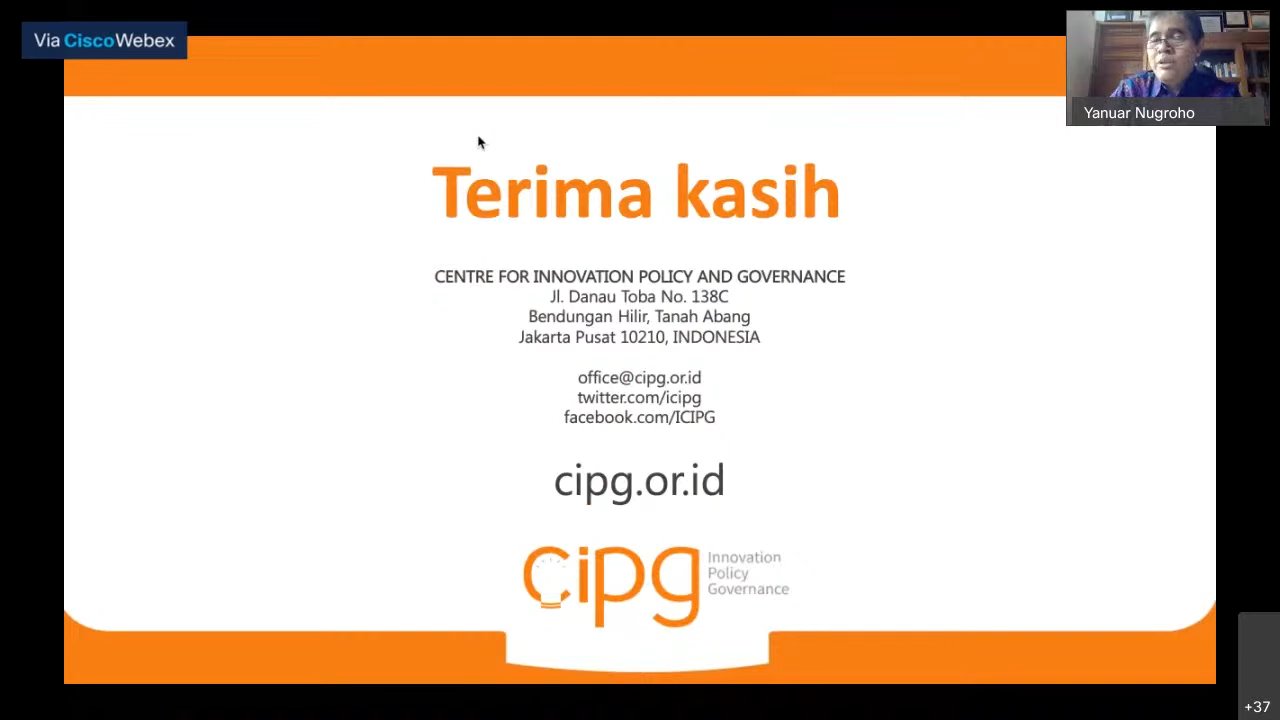 Via CiscoWebex
Yanuar Nugroho
Terima kasih
CENTRE FOR INNOVATION POLICY AND GOVERNANCE
Jl. Danau Toba No. 138C
Bendungan Hilir, Tanah Abang
Jakarta Pusat 10210, INDONESIA
office@cipg.or.id
twitter.com/icipg
facebook.com/ICIPG
cipg.or.id
cipg
Innovation
Policy
Governance
+37